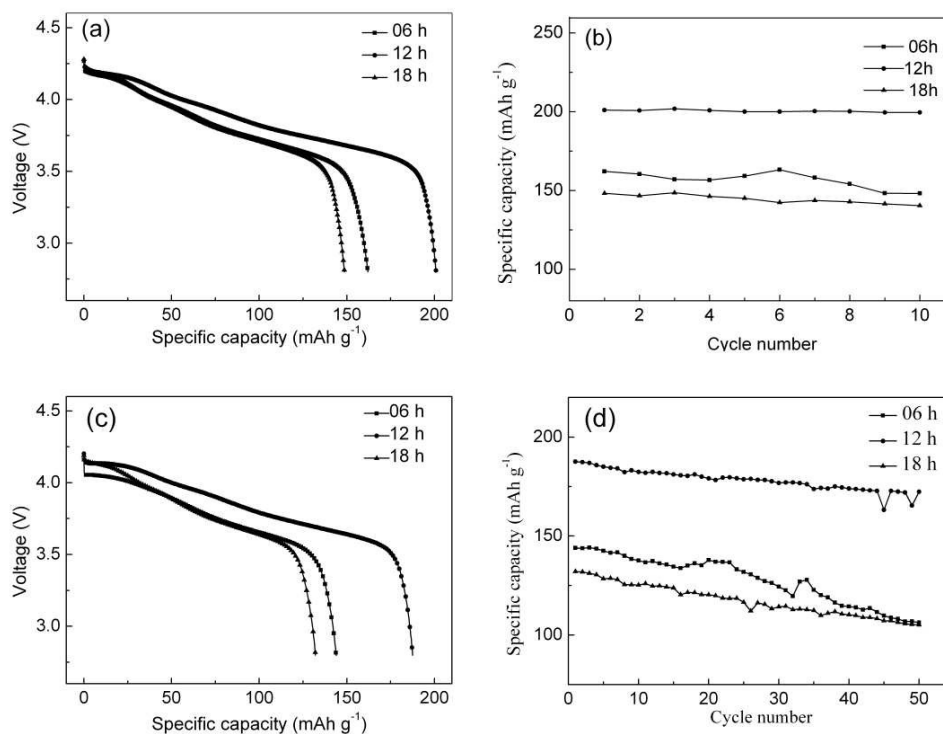 (a)
06 h
12 h
18 h
4.5
4.0
3.5
3.0
Voltage (V)
0 50 100 150 200
Specific capacity (mAh g⁻¹)
(b)
06h
12h
18h
250
200
150
100
Specific capacity (mAh g⁻¹)
0 2 4 6 8 10
Cycle number
(c)
06 h
12 h
18 h
4.5
4.0
3.5
3.0
Voltage (V)
0 50 100 150 200
Specific capacity (mAh g⁻¹)
(d)
06 h
12 h
18 h
200
150
100
Specific capacity (mAh g⁻¹)
0 10 20 30 40 50
Cycle number